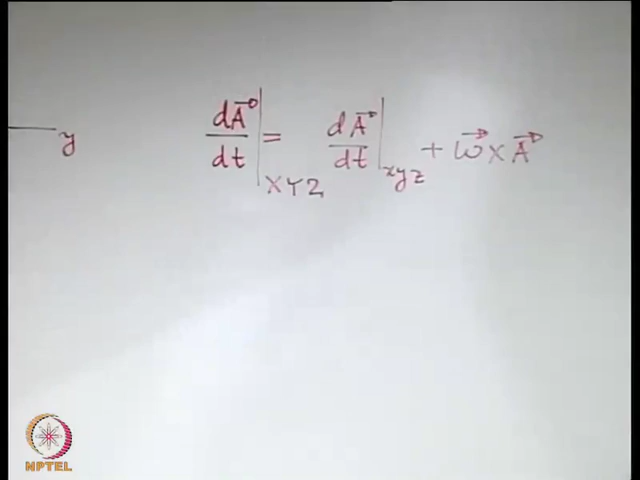 y
dA⃗/dt|XYZ = dA⃗/dt|xyz + ω⃗ × A⃗
NPTEL